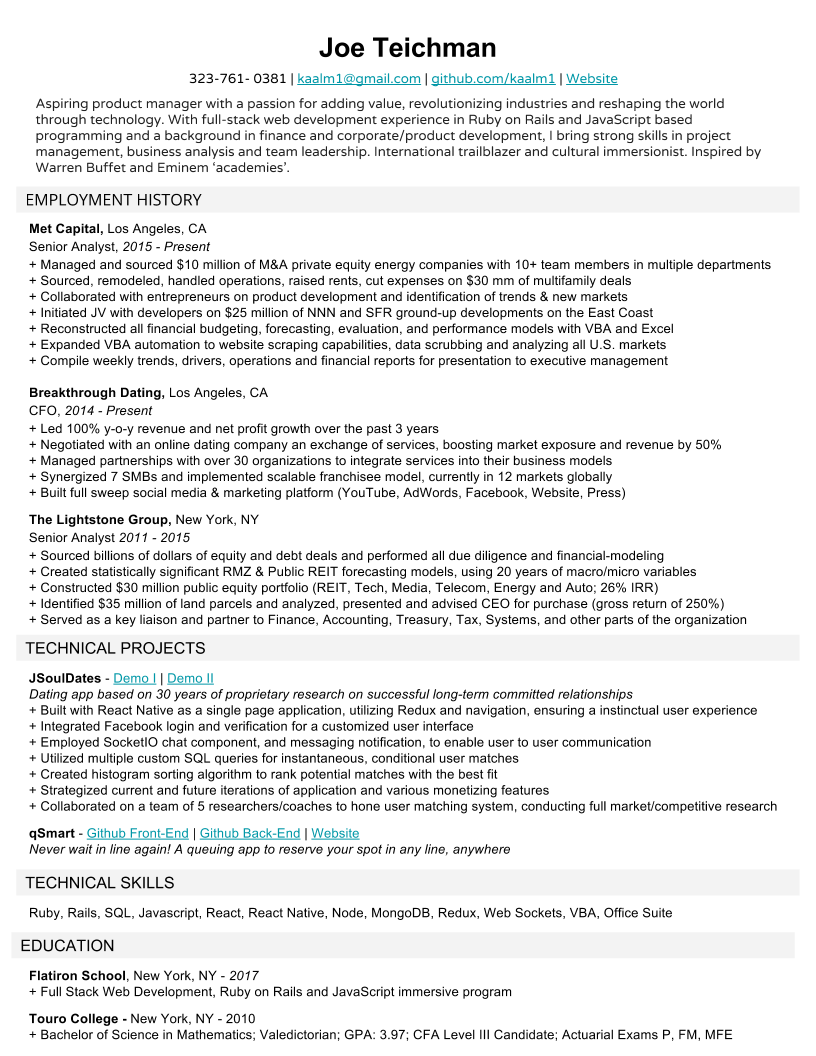 Joe Teichman
323-761- 0381 | kaalm1@gmail.com | github.com/kaalm1 | Website
Aspiring product manager with a passion for adding value, revolutionizing industries and reshaping the world
through technology. With full-stack web development experience in Ruby on Rails and JavaScript based
programming and a background in finance and corporate/product development, I bring strong skills in project
management, business analysis and team leadership. International trailblazer and cultural immersionist. Inspired by
Warren Buffet and Eminem ‘academies’.
EMPLOYMENT HISTORY
Met Capital, Los Angeles, CA
Senior Analyst, 2015 - Present
+ Managed and sourced $10 million of M&A private equity energy companies with 10+ team members in multiple departments
+ Sourced, remodeled, handled operations, raised rents, cut expenses on $30 mm of multifamily deals
+ Collaborated with entrepreneurs on product development and identification of trends & new markets
+ Initiated JV with developers on $25 million of NNN and SFR ground-up developments on the East Coast
+ Reconstructed all financial budgeting, forecasting, evaluation, and performance models with VBA and Excel
+ Expanded VBA automation to website scraping capabilities, data scrubbing and analyzing all U.S. markets
+ Compile weekly trends, drivers, operations and financial reports for presentation to executive management
Breakthrough Dating, Los Angeles, CA
CFO, 2014 - Present
+ Led 100% y-o-y revenue and net profit growth over the past 3 years
+ Negotiated with an online dating company an exchange of services, boosting market exposure and revenue by 50%
+ Managed partnerships with over 30 organizations to integrate services into their business models
+ Synergized 7 SMBs and implemented scalable franchisee model, currently in 12 markets globally
+ Built full sweep social media & marketing platform (YouTube, AdWords, Facebook, Website, Press)
The Lightstone Group, New York, NY
Senior Analyst 2011 - 2015
+ Sourced billions of dollars of equity and debt deals and performed all due diligence and financial-modeling
+ Created statistically significant RMZ & Public REIT forecasting models, using 20 years of macro/micro variables
+ Constructed $30 million public equity portfolio (REIT, Tech, Media, Telecom, Energy and Auto; 26% IRR)
+ Identified $35 million of land parcels and analyzed, presented and advised CEO for purchase (gross return of 250%)
+ Served as a key liaison and partner to Finance, Accounting, Treasury, Tax, Systems, and other parts of the organization
TECHNICAL PROJECTS
JSoulDates - Demo I | Demo II
Dating app based on 30 years of proprietary research on successful long-term committed relationships
+ Built with React Native as a single page application, utilizing Redux and navigation, ensuring a instinctual user experience
+ Integrated Facebook login and verification for a customized user interface
+ Employed SocketIO chat component, and messaging notification, to enable user to user communication
+ Utilized multiple custom SQL queries for instantaneous, conditional user matches
+ Created histogram sorting algorithm to rank potential matches with the best fit
+ Strategized current and future iterations of application and various monetizing features
+ Collaborated on a team of 5 researchers/coaches to hone user matching system, conducting full market/competitive research
qSmart - Github Front-End | Github Back-End | Website
Never wait in line again! A queuing app to reserve your spot in any line, anywhere
TECHNICAL SKILLS
Ruby, Rails, SQL, Javascript, React, React Native, Node, MongoDB, Redux, Web Sockets, VBA, Office Suite
EDUCATION
Flatiron School, New York, NY - 2017
+ Full Stack Web Development, Ruby on Rails and JavaScript immersive program
Touro College - New York, NY - 2010
+ Bachelor of Science in Mathematics; Valedictorian; GPA: 3.97; CFA Level III Candidate; Actuarial Exams P, FM, MFE